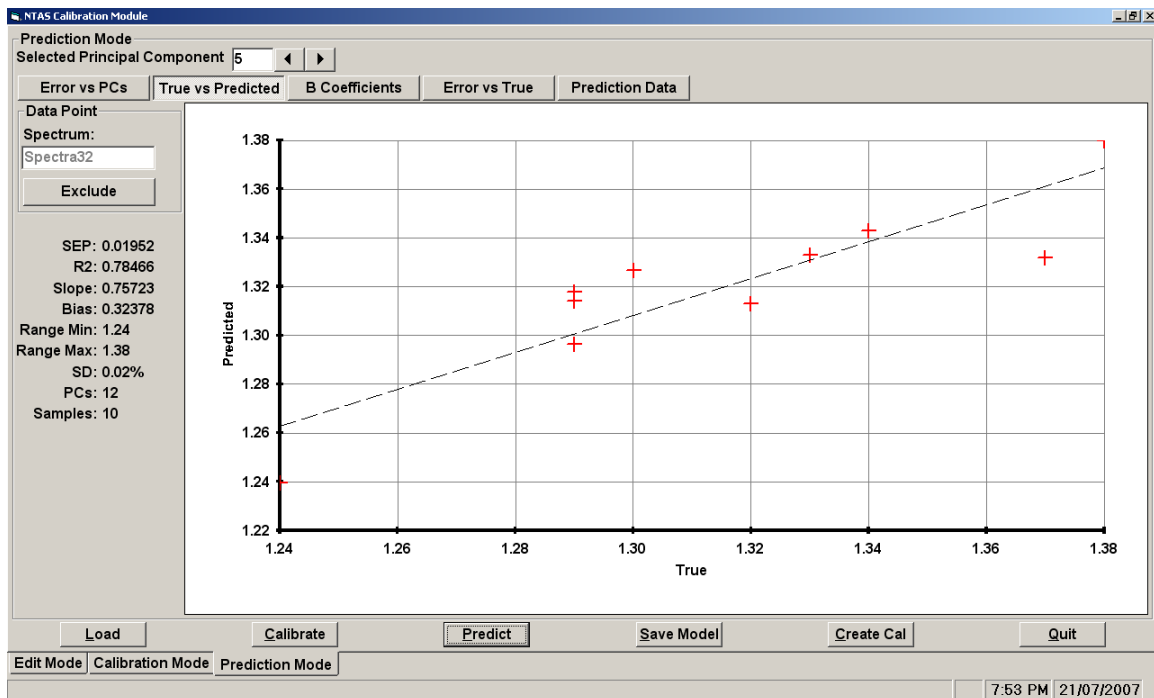 NTAS Calibration Module
Prediction Mode
Selected Principal Component 5
Error vs PCs True vs Predicted B Coefficients Error vs True Prediction Data
Data Point
Spectrum:
Spectra32
Exclude
SEP: 0.01952
R2: 0.78466
Slope: 0.75723
Bias: 0.32378
Range Min: 1.24
Range Max: 1.38
SD: 0.02%
PCs: 12
Samples: 10
Predicted
1.38
1.36
1.34
1.32
1.30
1.28
1.26
1.24
1.22
1.24 1.26 1.28 1.30 1.32 1.34 1.36 1.38
True
Load Calibrate Predict Save Model Create Cal Quit
Edit Mode Calibration Mode Prediction Mode
7:53 PM 21/07/2007